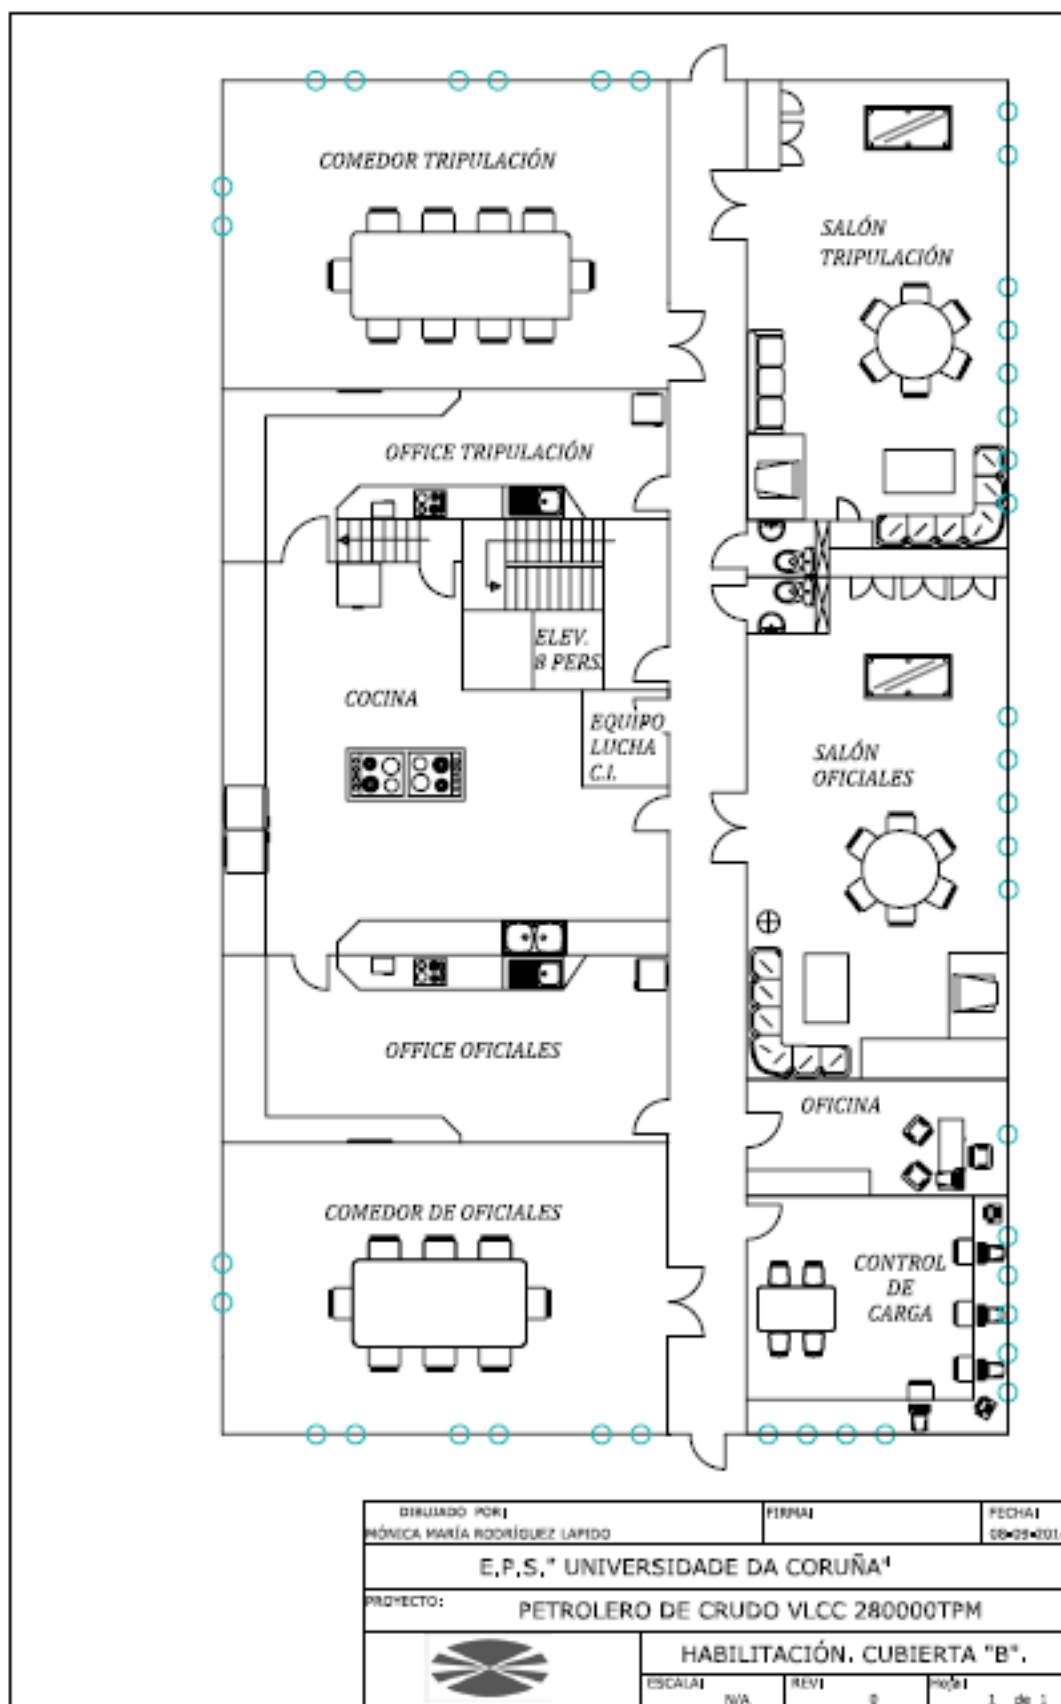 COMEDOR TRIPULACIÓN
SALÓN
TRIPULACIÓN
OFFICE TRIPULACIÓN
ELEV.
8 PERS.
COCINA
EQUIPO
LUCHA
C.I.
SALÓN
OFICIALES
OFFICE OFICIALES
OFICINA
COMEDOR DE OFICIALES
CONTROL
DE
CARGA
DIBUJADO POR:
MÓNICA MARÍA RODRÍGUEZ LAPIDO
FIRMA:
FECHA:
E.P.S." UNIVERSIDADE DA CORUÑA"
PROYECTO:
PETROLERO DE CRUDO VLCC 280000TPM
HABILITACIÓN. CUBIERTA "B".
ESCALA:
N/A
REV:
0
Hoja:
1 de 1